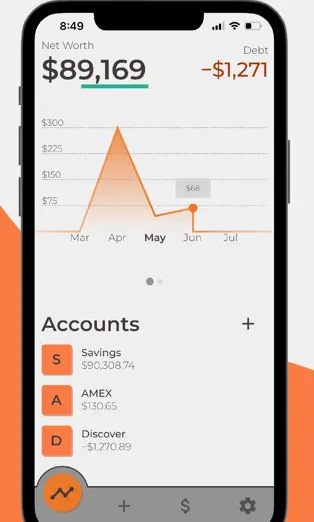 8:49
Net Worth
$89,169
Debt
−$1,271
$300
$225
$150
$75
$68
Mar Apr May Jun Jul
Accounts
S
Savings
$90,308.74
A
AMEX
$130.65
D
Discover
−$1,270.89
$